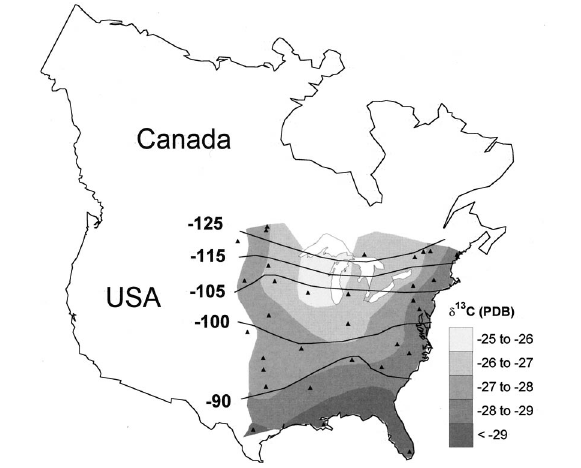 Canada
-125
-115
USA
-105
-100
-90
δ¹³C (PDB)
-25 to -26
-26 to -27
-27 to -28
-28 to -29
< -29